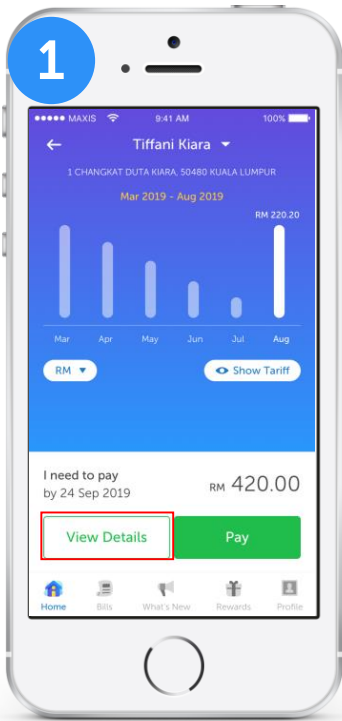 1
MAXIS 9:41 AM 100%
Tiffani Kiara
1 CHANGKAT DUTA KIARA, 50480 KUALA LUMPUR
Mar 2019 - Aug 2019
RM 220.20
Mar Apr May Jun Jul Aug
RM Show Tariff
I need to pay
by 24 Sep 2019 RM 420.00
View Details Pay
Home Bills What's New Rewards Profile